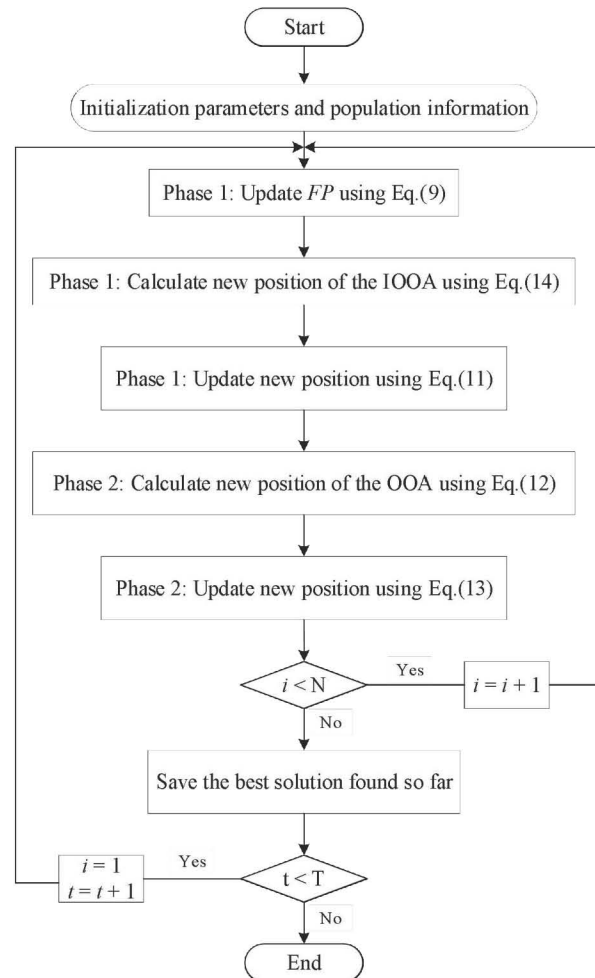 Start
Initialization parameters and population information
Phase 1: Update FP using Eq.(9)
Phase 1: Calculate new position of the IOOA using Eq.(14)
Phase 1: Update new position using Eq.(11)
Phase 2: Calculate new position of the OOA using Eq.(12)
Phase 2: Update new position using Eq.(13)
i < N
Yes
i = i + 1
No
Save the best solution found so far
i = 1
t = t + 1
Yes
t < T
No
End